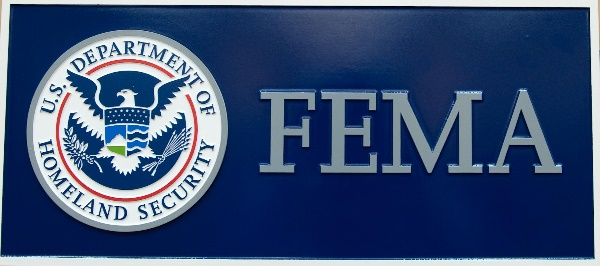 U.S. DEPARTMENT OF
HOMELAND SECURITY
FEMA